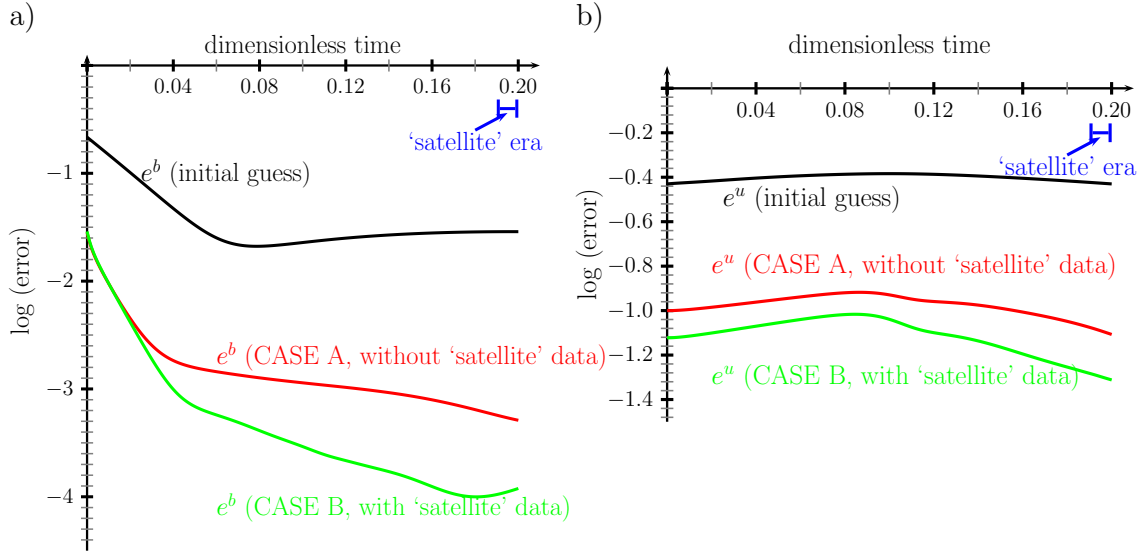 a)
dimensionless time
0.04 0.08 0.12 0.16 0.20
'satellite' era
−1
e^b (initial guess)
log (error)
−2
e^b (CASE A, without 'satellite' data)
−3
−4
e^b (CASE B, with 'satellite' data)
b)
dimensionless time
0.04 0.08 0.12 0.16 0.20
−0.2
'satellite' era
−0.4
e^u (initial guess)
−0.6
log (error)
−0.8
e^u (CASE A, without 'satellite' data)
−1.0
−1.2
e^u (CASE B, with 'satellite' data)
−1.4